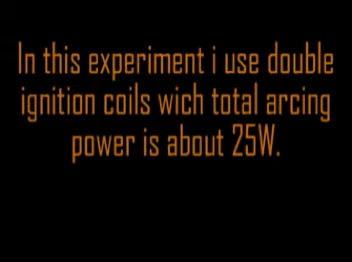 In this experiment i use double
ignition coils wich total arcing
power is about 25W.